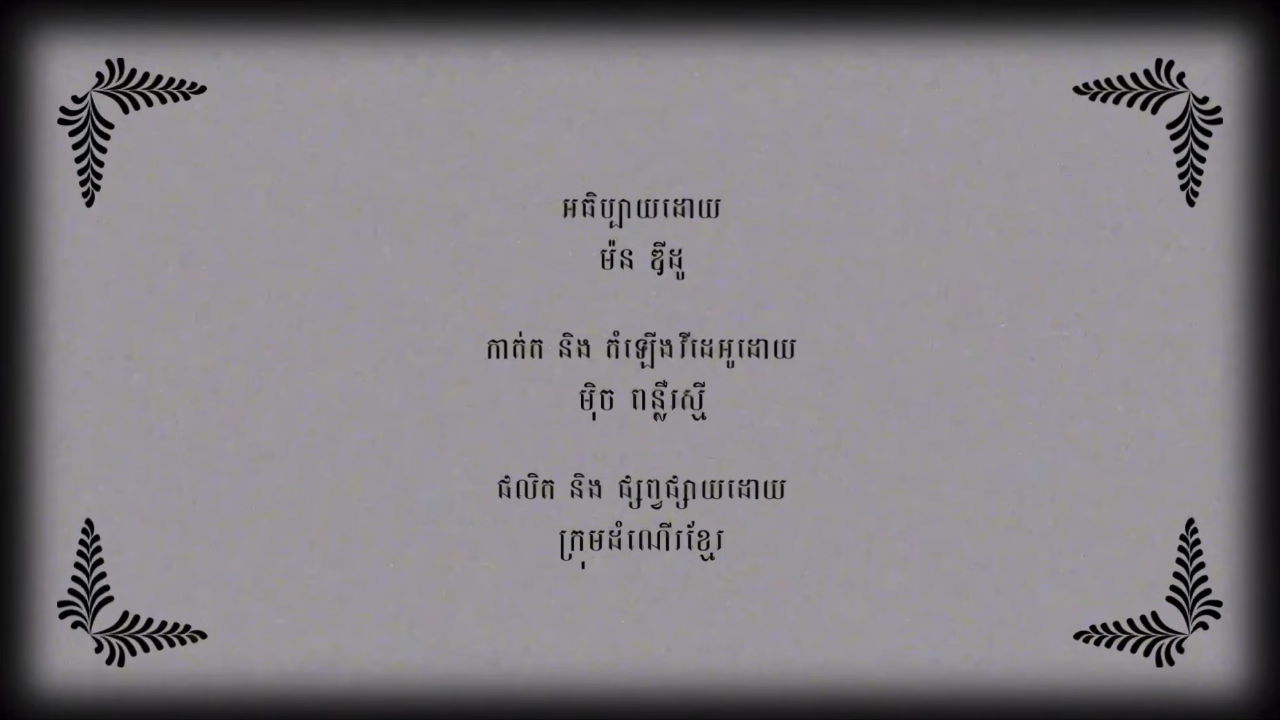 អធិប្បាយដោយ
ម៉ន ឌីដូ
កាត់ត និង តំឡើងវីដេអូដោយ
ម៉ិច ពន្លឺរស្មី
ផលិត និង ផ្សព្វផ្សាយដោយ
ក្រុមដំណើរខ្មែរ